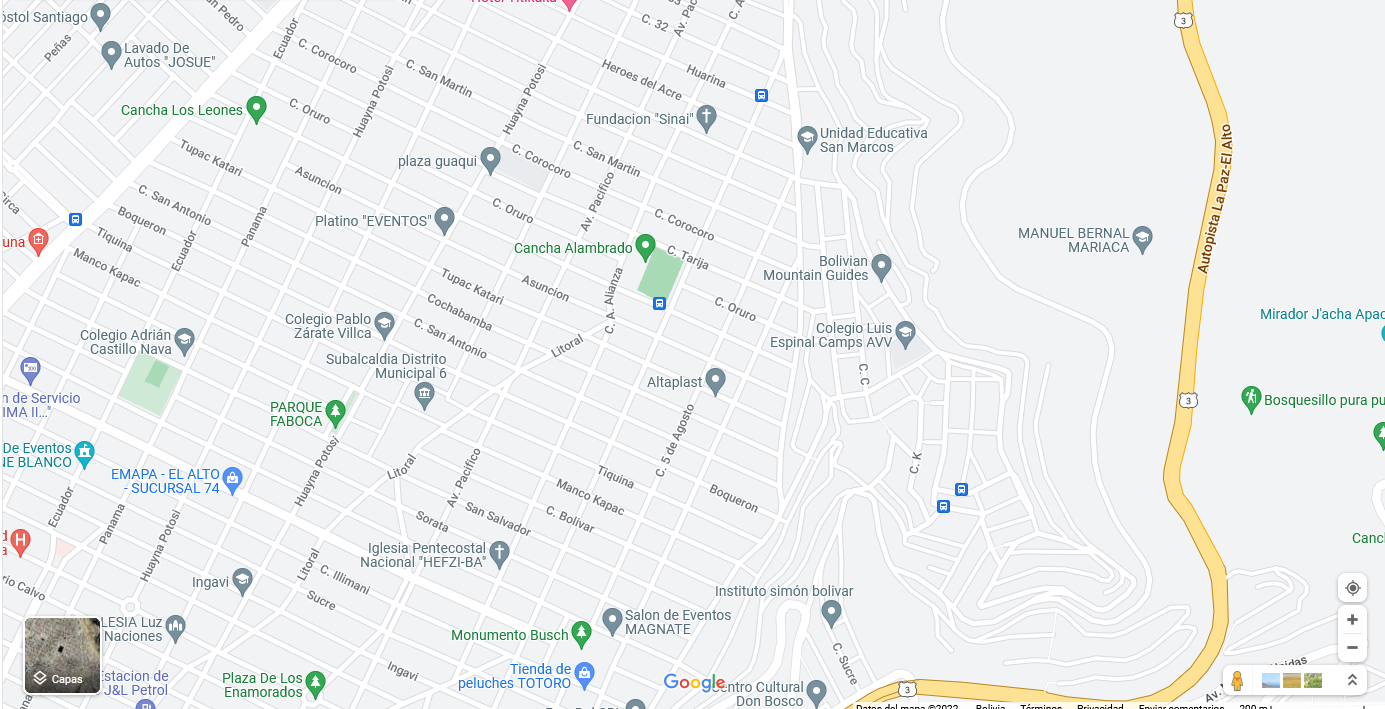 Apóstol Santiago
San Pedro
Hotel Titikaka
C. 32
Av. Pa
C. A
3
Peñas
Ecuador
Lavado De
Autos "JOSUE"
C. Corocoro
C. San Martin
Heroes del Acre
Huarina
Huayna Potosi
Huayna Potosi
Cancha Los Leones
C. Oruro
Fundacion "Sinai"
Unidad Educativa
San Marcos
Autopista La Paz-El Alto
Tupac Katari
plaza guaqui
C. Corocoro
C. San Martin
Asuncion
Av. Pacifico
Circa
C. San Antonio
Boqueron
Panama
Platino "EVENTOS"
C. Oruro
C. Corocoro
Tiquina
Ecuador
una
Cancha Alambrado
C. Tarija
MANUEL BERNAL
MARIACA
Manco Kapac
Bolivian
Mountain Guides
Tupac Katari
Asuncion
C. A. Alianza
C. Oruro
Cochabamba
Mirador J'acha Apac
Colegio Adrián
Castillo Nava
Colegio Pablo
Zárate Villca
C. San Antonio
Litoral
Colegio Luis
Espinal Camps AVV
Subalcaldia Distrito
Municipal 6
C. C
Altaplast
n de Servicio
IMA II..."
3
Bosquesillo pura pu
PARQUE
FABOCA
C. 5 de Agosto
De Eventos
NE BLANCO
EMAPA - EL ALTO
- SUCURSAL 74
Huayna Potosi
Litoral
Av. Pacifico
Tiquina
C. K
Ecuador
Manco Kapac
Boqueron
Panama
Sorata
San Salvador
C. Bolivar
H
d
a
Canch
Huayna Potosi
Iglesia Pentecostal
Nacional "HEFZI-BA"
Litoral
C. Illimani
rio Calvo
Ingavi
Sucre
Instituto simón bolivar
LESIA Luz
Naciones
Salon de Eventos
MAGNATE
Monumento Busch
C. Sucre
Ingavi
Capas
Estacion de
J&L Petrol
Plaza De Los
Enamorados
Tienda de
peluches TOTORO
Google
Centro Cultural
Don Bosco
3
Av.
Datos del mapa ©2022 Bolivia Términos Privacidad Enviar comentarios 200 m